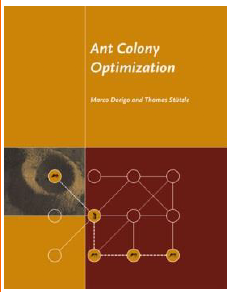 Ant Colony
Optimization
Marco Dorigo and Thomas Stützle